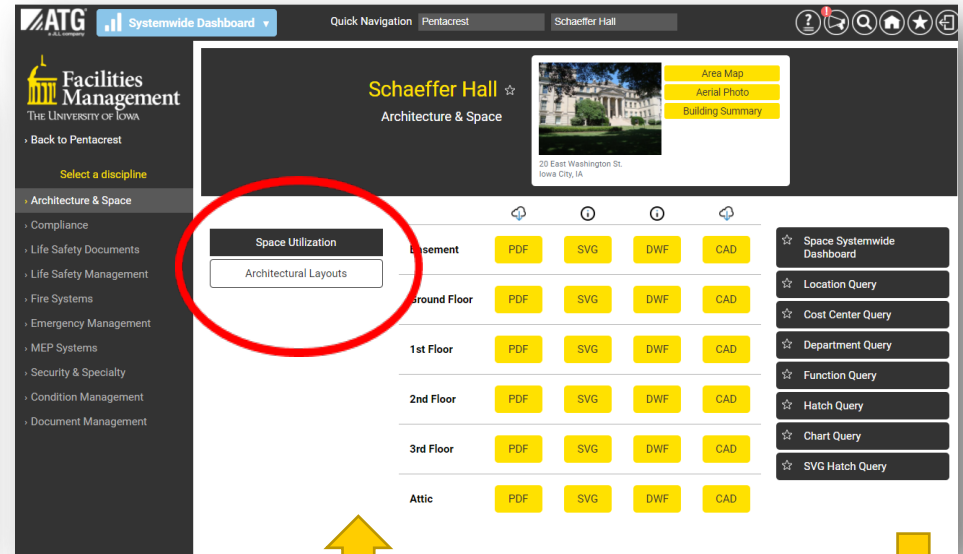 ATG
a JLL company
Systemwide Dashboard
Quick Navigation
Pentacrest
Schaeffer Hall
?
!
Facilities
Management
THE UNIVERSITY OF IOWA
› Back to Pentacrest
Select a discipline
› Architecture & Space
› Compliance
› Life Safety Documents
› Life Safety Management
› Fire Systems
› Emergency Management
› MEP Systems
› Security & Specialty
› Condition Management
› Document Management
Schaeffer Hall
Architecture & Space
20 East Washington St.
Iowa City, IA
Area Map
Aerial Photo
Building Summary
Space Utilization
Architectural Layouts
Basement PDF SVG DWF CAD
Ground Floor PDF SVG DWF CAD
1st Floor PDF SVG DWF CAD
2nd Floor PDF SVG DWF CAD
3rd Floor PDF SVG DWF CAD
Attic PDF SVG DWF CAD
Space Systemwide
Dashboard
Location Query
Cost Center Query
Department Query
Function Query
Hatch Query
Chart Query
SVG Hatch Query